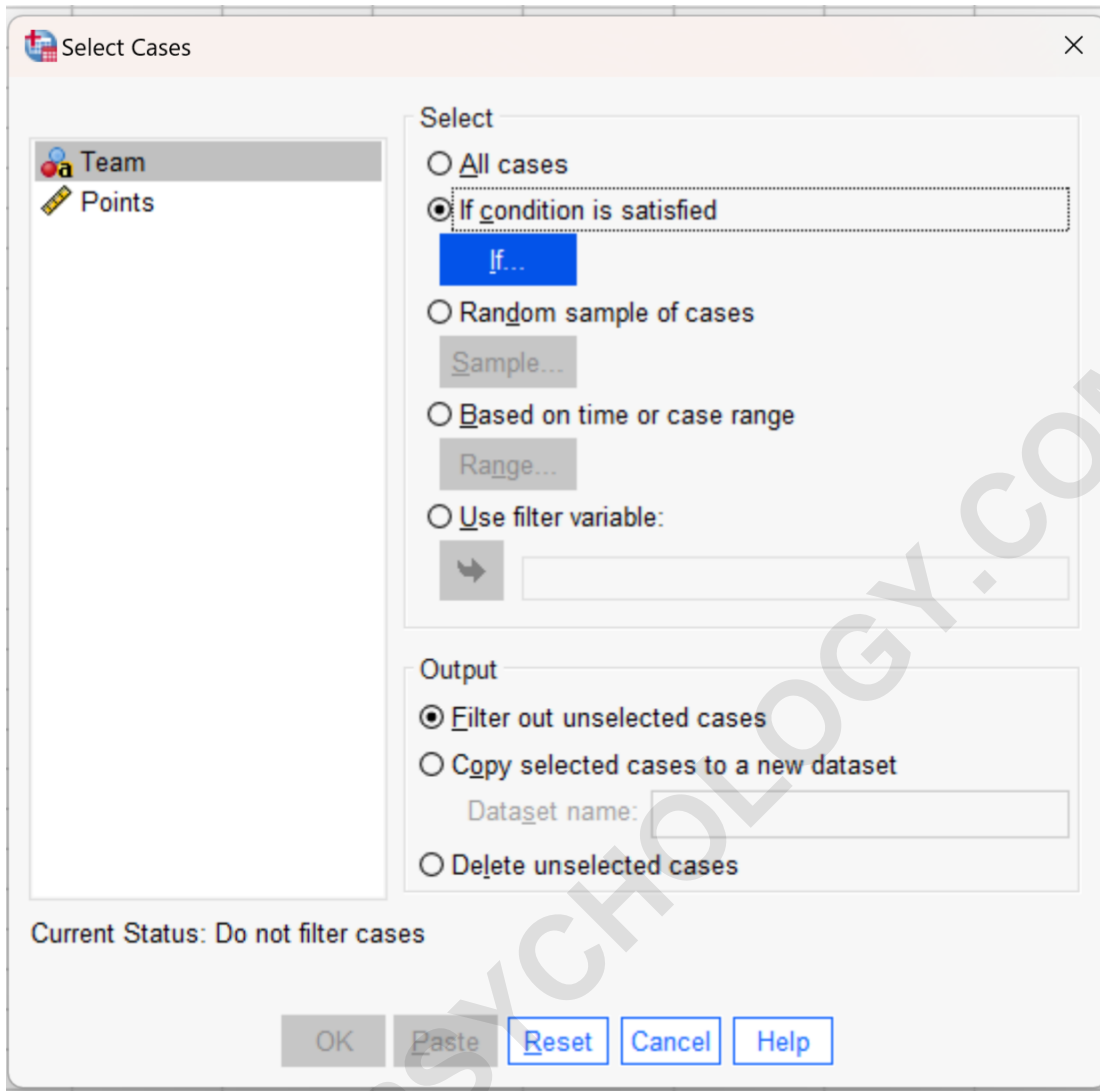 Select Cases
Team
Points
Select
All cases
If condition is satisfied
If...
Random sample of cases
Sample...
Based on time or case range
Range...
Use filter variable:
Output
Filter out unselected cases
Copy selected cases to a new dataset
Dataset name:
Delete unselected cases
Current Status: Do not filter cases
OK
Paste
Reset
Cancel
Help